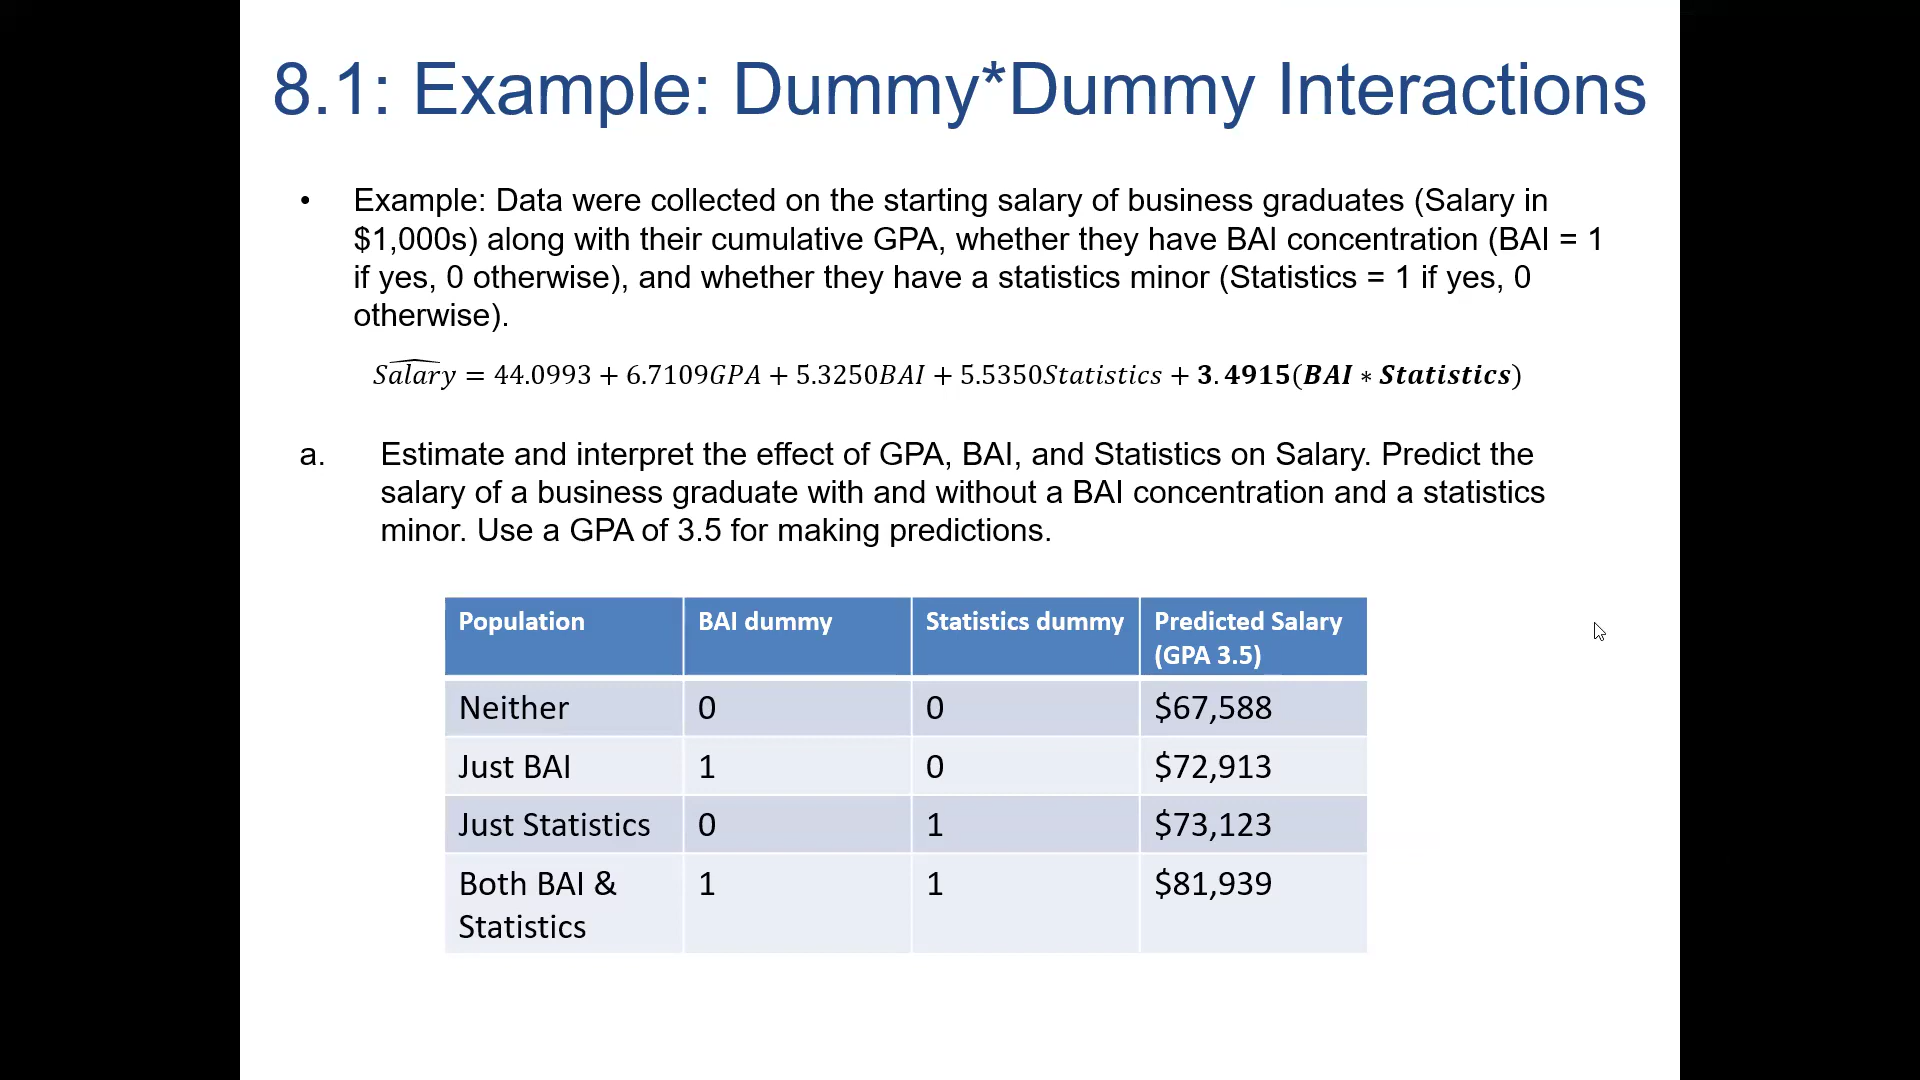 8.1: Example: Dummy*Dummy Interactions
• Example: Data were collected on the starting salary of business graduates (Salary in
$1,000s) along with their cumulative GPA, whether they have BAI concentration (BAI = 1
if yes, 0 otherwise), and whether they have a statistics minor (Statistics = 1 if yes, 0
otherwise).
$\widehat{Salary} = 44.0993 + 6.7109GPA + 5.3250BAI + 5.5350Statistics + \mathbf{3.4915}(\boldsymbol{BAI * Statistics})$
a. Estimate and interpret the effect of GPA, BAI, and Statistics on Salary. Predict the
salary of a business graduate with and without a BAI concentration and a statistics
minor. Use a GPA of 3.5 for making predictions.
Population BAI dummy Statistics dummy Predicted Salary
(GPA 3.5)
Neither 0 0 $67,588
Just BAI 1 0 $72,913
Just Statistics 0 1 $73,123
Both BAI & 1 1 $81,939
Statistics